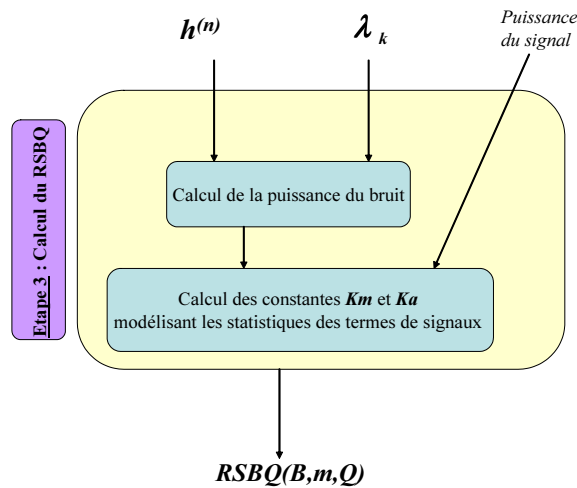 h(n)
λ k
Puissance
du signal
Etape 3 : Calcul du RSBQ
Calcul de la puissance du bruit
Calcul des constantes Km et Ka
modélisant les statistiques des termes de signaux
RSBQ(B,m,Q)